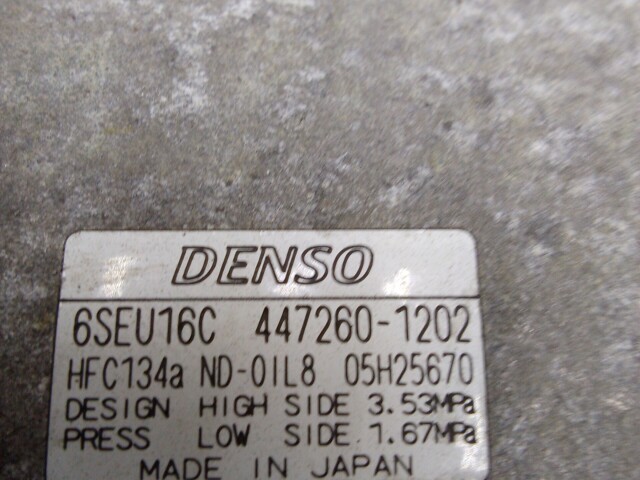 DENSO
6SEU16C 447260-1202
HFC134a ND-OIL8 05H25670
DESIGN HIGH SIDE 3.53MPa
PRESS LOW SIDE 1.67MPa
MADE IN JAPAN